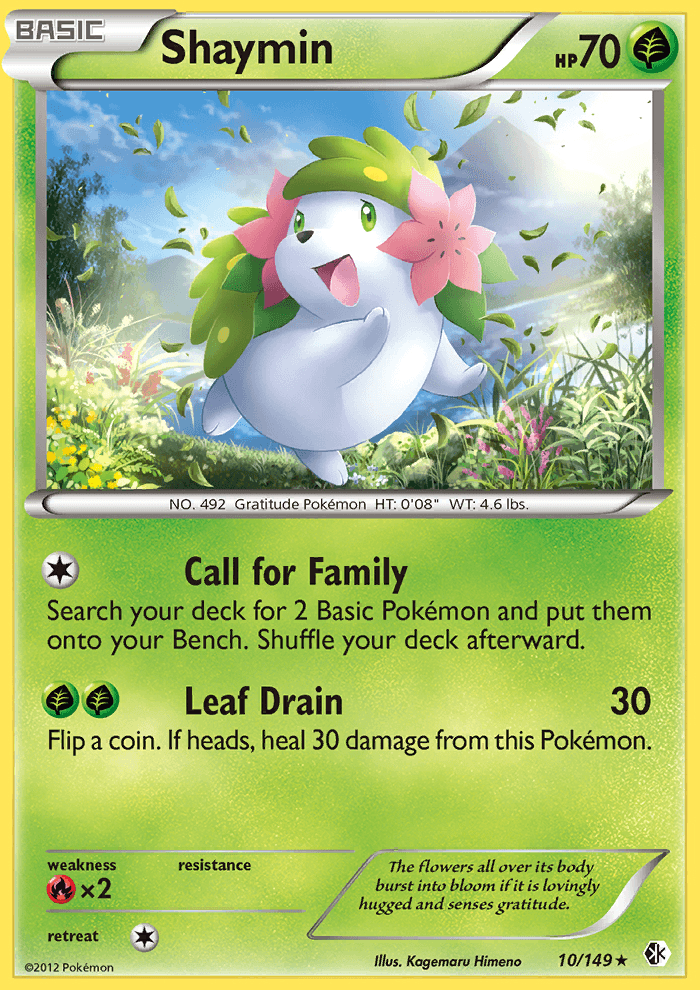 BASIC
Shaymin
HP70
NO. 492 Gratitude Pokémon HT: 0'08" WT: 4.6 lbs.
Call for Family
Search your deck for 2 Basic Pokémon and put them
onto your Bench. Shuffle your deck afterward.
Leaf Drain 30
Flip a coin. If heads, heal 30 damage from this Pokémon.
weakness resistance
×2
retreat
The flowers all over its body
burst into bloom if it is lovingly
hugged and senses gratitude.
©2012 Pokémon
Illus. Kagemaru Himeno
10/149 ★